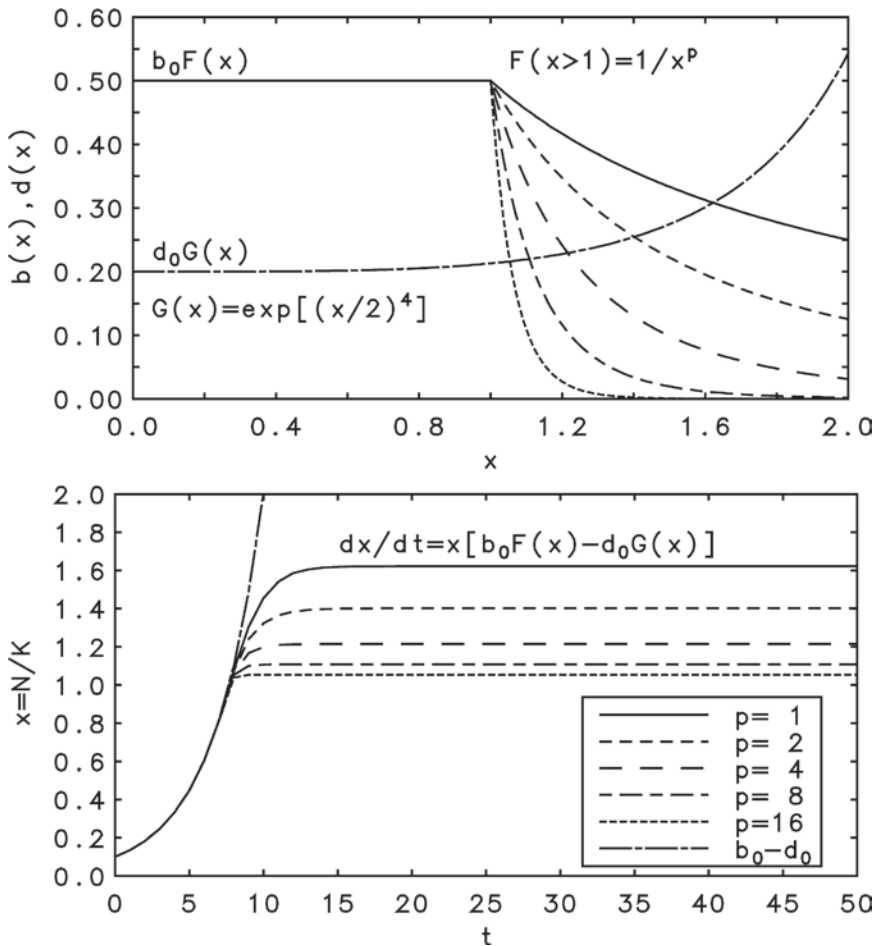 0.60
b₀F(x)
F(x>1)=1/xᵖ
0.50
0.40
0.30
d₀G(x)
0.20
G(x)=exp[(x/2)⁴]
0.10
0.00
b(x),d(x)
0.0 0.4 0.8 1.2 1.6 2.0
x
2.0
dx/dt=x[b₀F(x)−d₀G(x)]
1.8
1.6
1.4
1.2
1.0
0.8
0.6
0.4
0.2
0.0
x=N/K
p= 1
p= 2
p= 4
p= 8
p=16
b₀−d₀
0 5 10 15 20 25 30 35 40 45 50
t